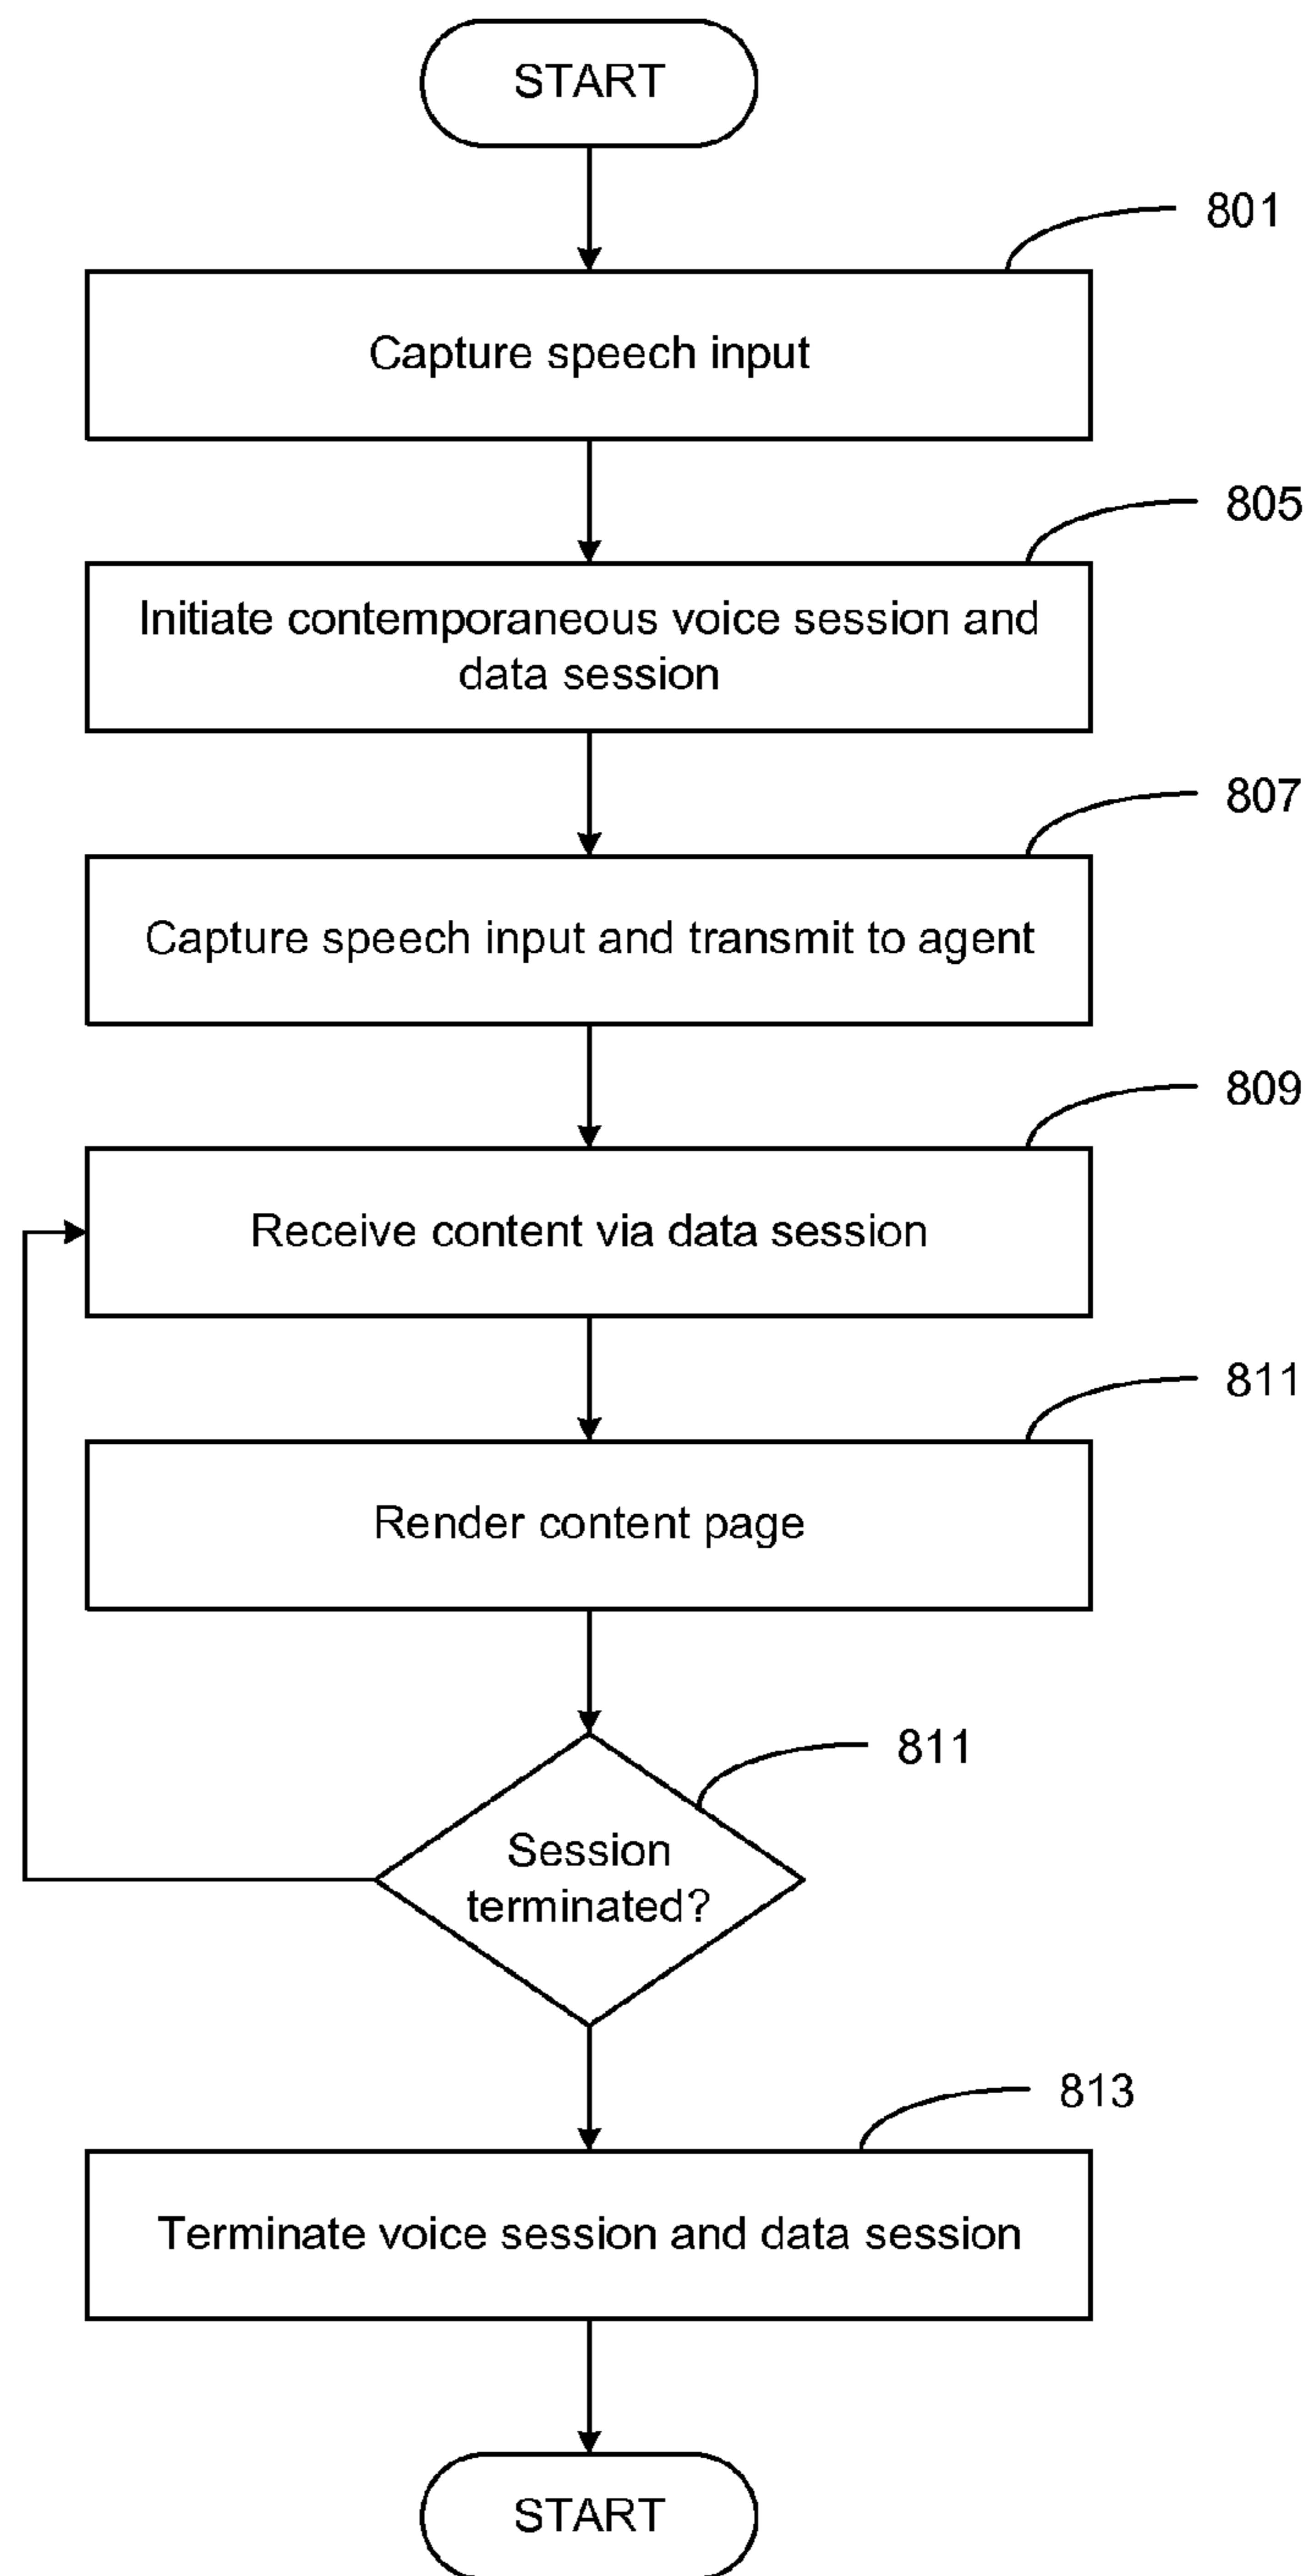 START
801
Capture speech input
805
Initiate contemporaneous voice session and
data session
807
Capture speech input and transmit to agent
809
Receive content via data session
811
Render content page
811
Session
terminated?
813
Terminate voice session and data session
START